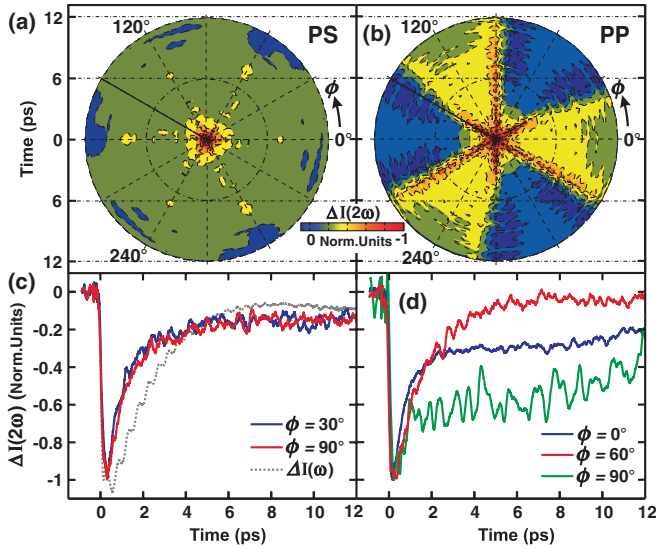 (a) 120° PS (b) 120° PP
12
6
0
6
12
Time (ps)
ϕ
0°
ϕ
0°
240° 240°
ΔI(2ω)
0 Norm.Units -1
(c) (d)
0
-0.2
-0.4
-0.6
-0.8
-1
ΔI(2ω) (Norm.Units)
ϕ = 30°
ϕ = 90°
ΔI(ω)
ϕ = 0°
ϕ = 60°
ϕ = 90°
0 2 4 6 8 10 12 0 2 4 6 8 10 12
Time (ps) Time (ps)